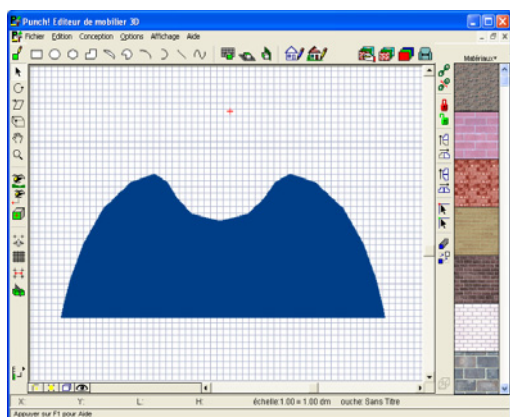 Punch! Editeur de mobilier 3D
Fichier Edition Conception Options Affichage Aide
Matériaux
X: Y: L: H: échelle:1.00 = 1.00 dm ouche: Sans Titre
Appuyer sur F1 pour Aide